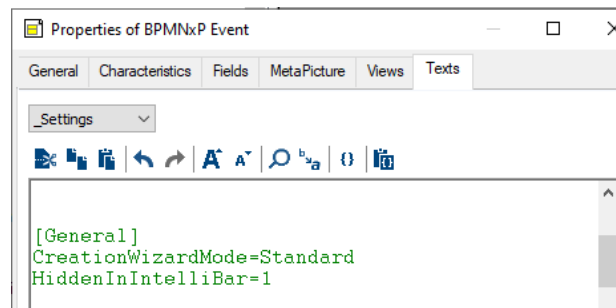 Properties of BPMNxP Event
General Characteristics Fields MetaPicture Views Texts
_Settings
[General]
CreationWizardMode=Standard
HiddenInIntelliBar=1